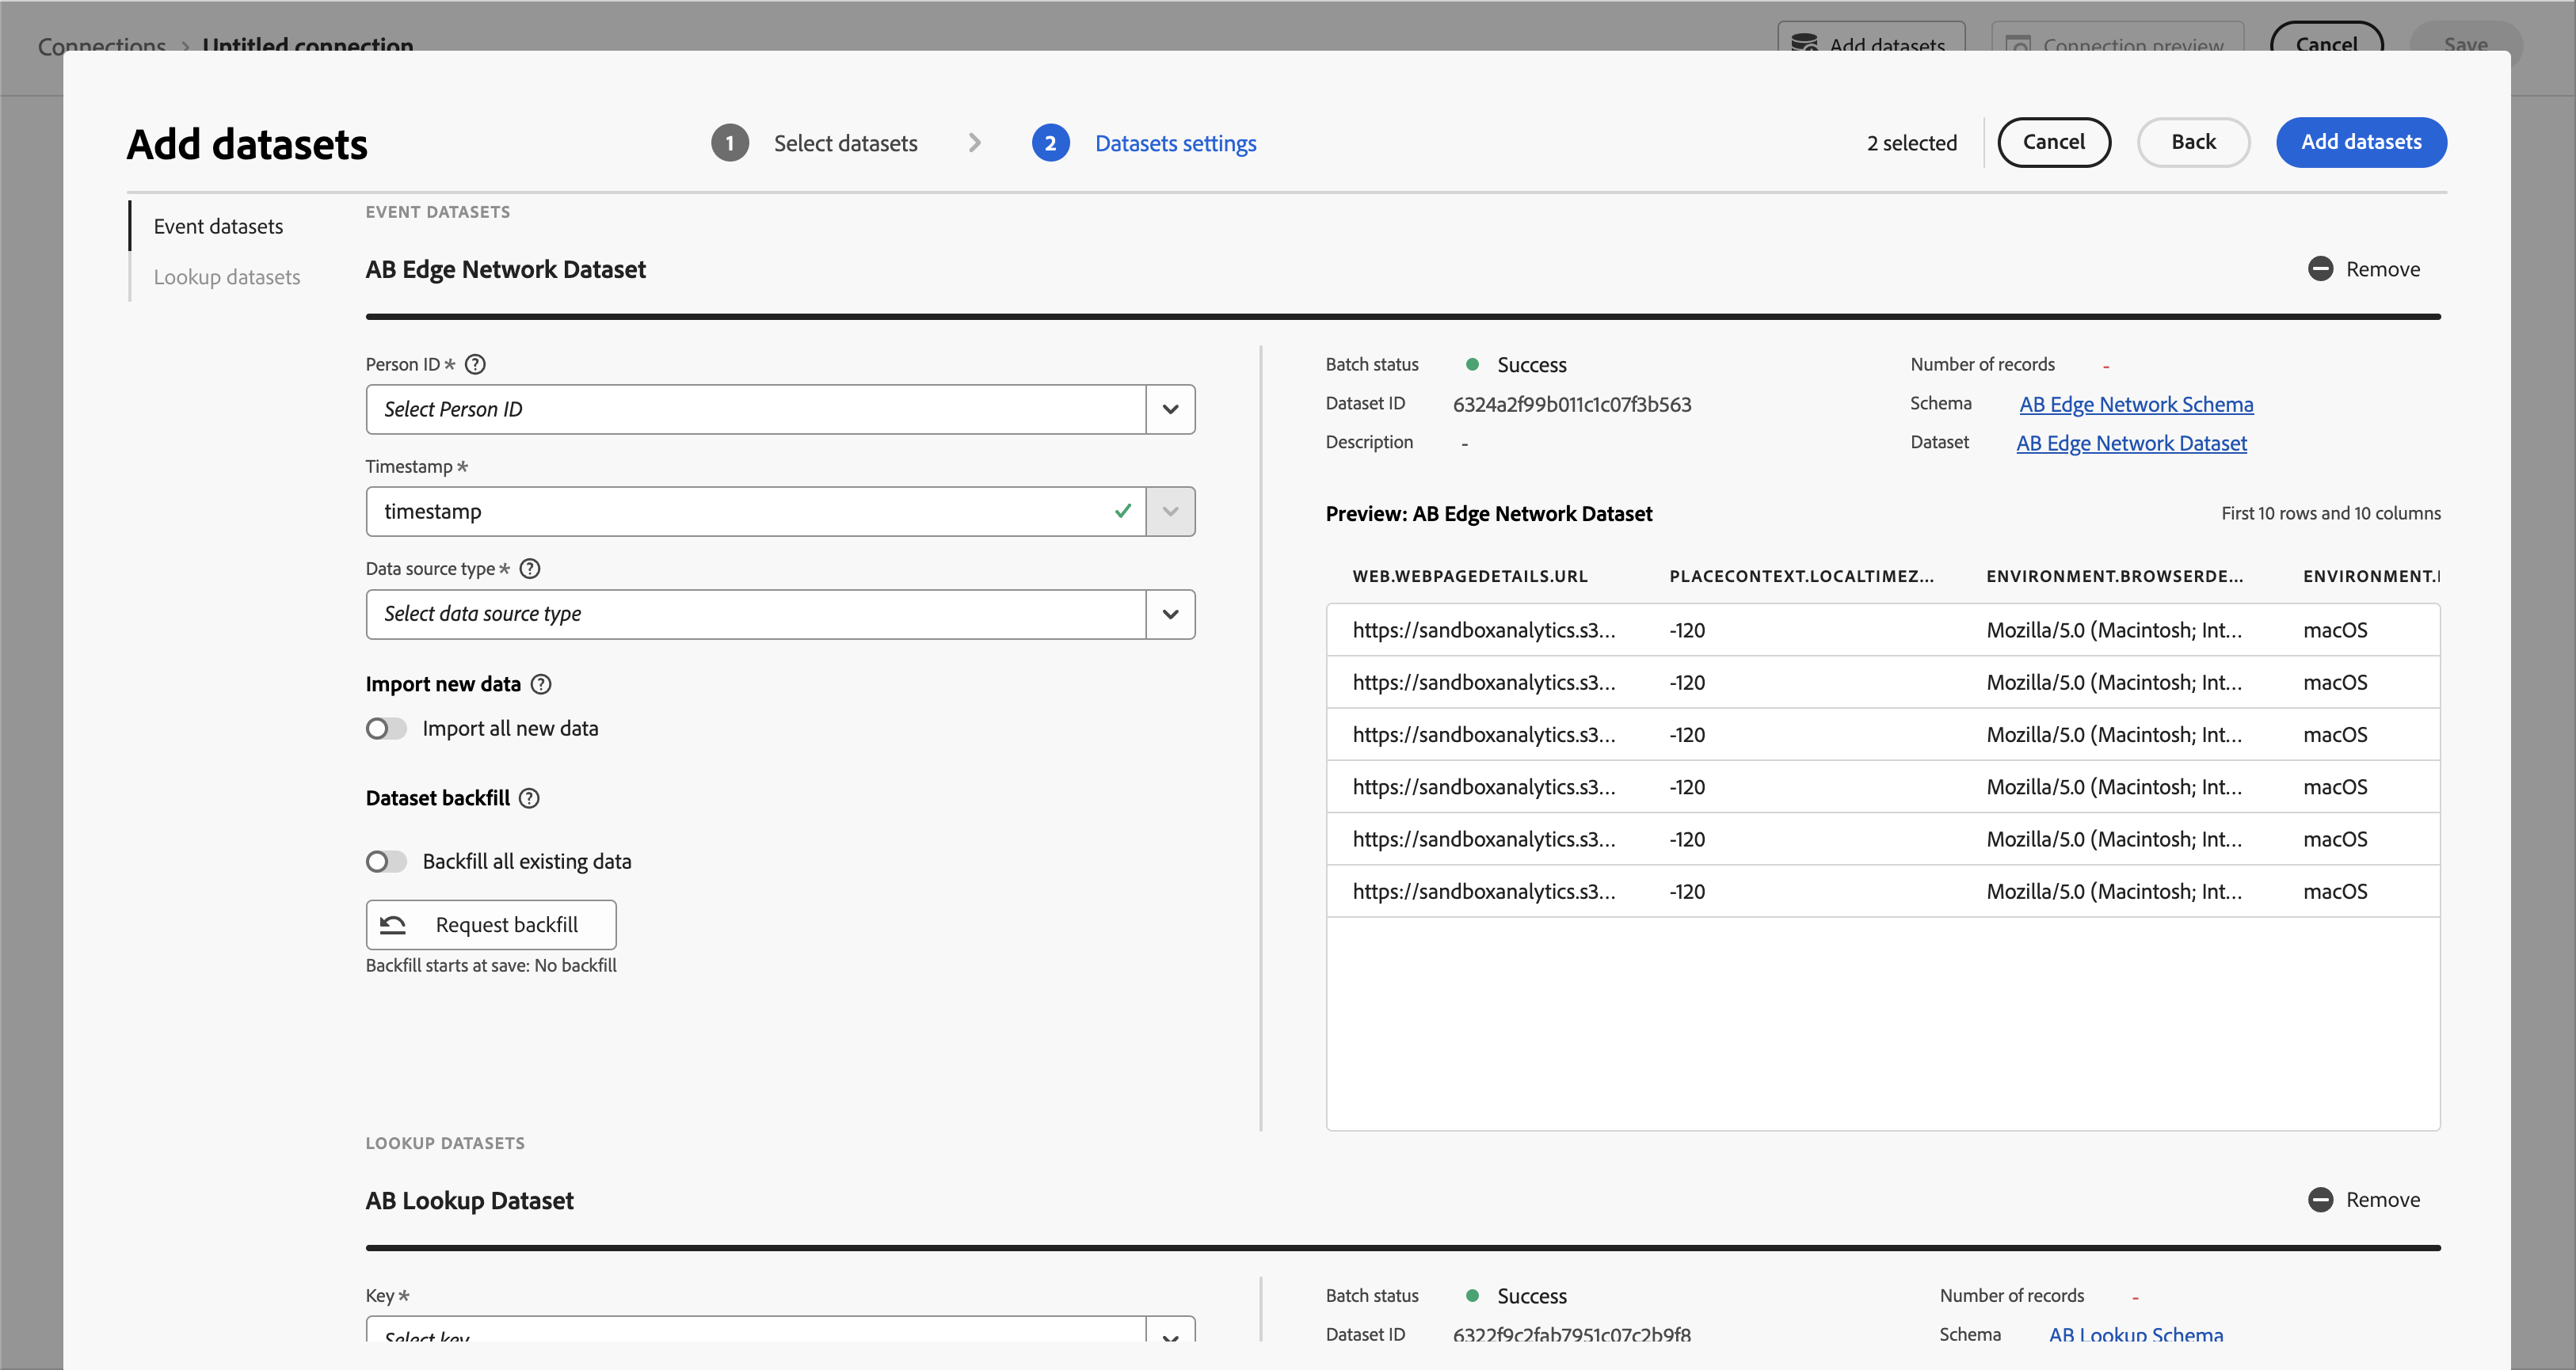 Connections > Untitled connection
Add datasets
Connection preview
Cancel
Save
Add datasets
1 Select datasets
2 Datasets settings
2 selected
Cancel
Back
Add datasets
Event datasets
Lookup datasets
EVENT DATASETS
AB Edge Network Dataset
Remove
Person ID *
Select Person ID
Timestamp *
timestamp
Data source type *
Select data source type
Import new data
Import all new data
Dataset backfill
Backfill all existing data
Request backfill
Backfill starts at save: No backfill
Batch status Success
Dataset ID 6324a2f99b011c1c07f3b563
Description -
Number of records -
Schema AB Edge Network Schema
Dataset AB Edge Network Dataset
Preview: AB Edge Network Dataset
First 10 rows and 10 columns
WEB.WEBPAGEDETAILS.URL PLACECONTEXT.LOCALTIMEZ... ENVIRONMENT.BROWSERDE... ENVIRONMENT.
https://sandboxanalytics.s3... -120 Mozilla/5.0 (Macintosh; Int... macOS
https://sandboxanalytics.s3... -120 Mozilla/5.0 (Macintosh; Int... macOS
https://sandboxanalytics.s3... -120 Mozilla/5.0 (Macintosh; Int... macOS
https://sandboxanalytics.s3... -120 Mozilla/5.0 (Macintosh; Int... macOS
https://sandboxanalytics.s3... -120 Mozilla/5.0 (Macintosh; Int... macOS
https://sandboxanalytics.s3... -120 Mozilla/5.0 (Macintosh; Int... macOS
LOOKUP DATASETS
AB Lookup Dataset
Remove
Key *
Select key
Batch status Success
Dataset ID 6322f9c2fab7951c07c2b9f8
Number of records -
Schema AB Lookup Schema